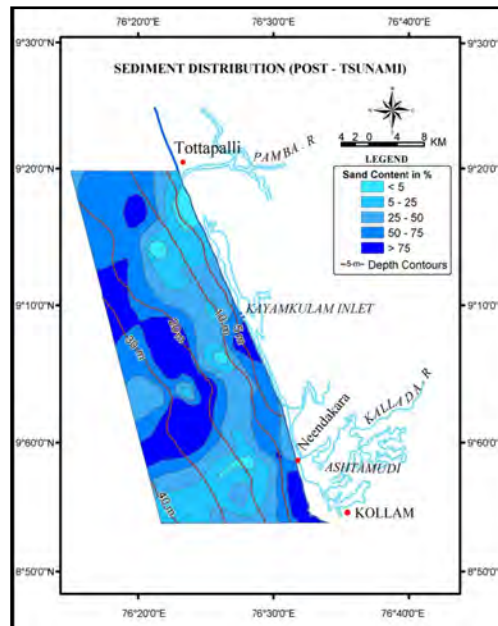 76°20'0"E 76°30'0"E 76°40'0"E
9°30'0"N 9°30'0"N
SEDIMENT DISTRIBUTION (POST - TSUNAMI)
4 2 0 4 8 KM
Tottapalli
PAMBA. R
LEGEND
Sand Content in %
< 5
5 - 25
25 - 50
50 - 75
> 75
5 m Depth Contours
9°20'0"N 9°20'0"N
9°10'0"N 9°10'0"N
KAYAMKULAM INLET
5 m
10 m
20 m
30 m
40 m
KALLADA. R
Neendakara
9°60'0"N 9°60'0"N
ASHTAMUDI
KOLLAM
8°50'0"N 8°50'0"N
76°20'0"E 76°30'0"E 76°40'0"E